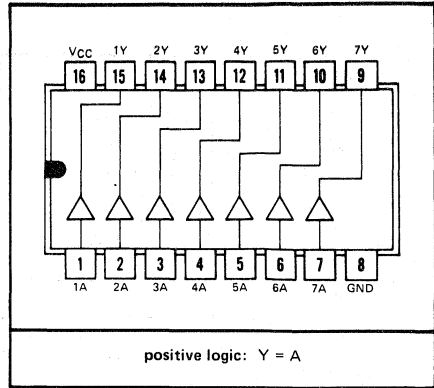 VCC 1Y 2Y 3Y 4Y 5Y 6Y 7Y
16 15 14 13 12 11 10 9
1 2 3 4 5 6 7 8
1A 2A 3A 4A 5A 6A 7A GND
positive logic: Y = A